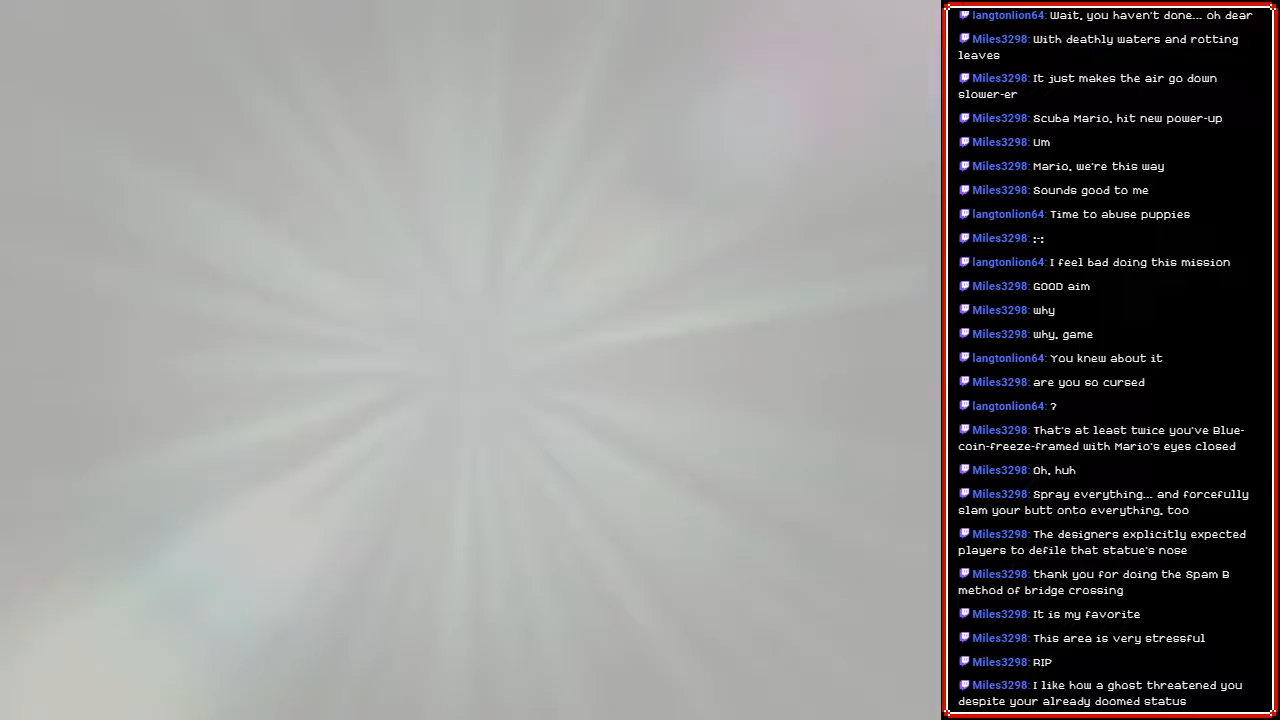 langtonlion64: Wait, you haven't done... oh dear
Miles3298: With deathly waters and rotting
leaves
Miles3298: It just makes the air go down
slower-er
Miles3298: Scuba Mario, hit new power-up
Miles3298: Um
Miles3298: Mario, we're this way
Miles3298: Sounds good to me
langtonlion64: Time to abuse puppies
Miles3298: :-:
langtonlion64: I feel bad doing this mission
Miles3298: GOOD aim
Miles3298: why
Miles3298: why, game
langtonlion64: You knew about it
Miles3298: are you so cursed
langtonlion64: ?
Miles3298: That's at least twice you've Blue-
coin-freeze-framed with Mario's eyes closed
Miles3298: Oh, huh
Miles3298: Spray everything... and forcefully
slam your butt onto everything, too
Miles3298: The designers explicitly expected
players to defile that statue's nose
Miles3298: thank you for doing the Spam B
method of bridge crossing
Miles3298: It is my favorite
Miles3298: This area is very stressful
Miles3298: RIP
Miles3298: I like how a ghost threatened you
despite your already doomed status